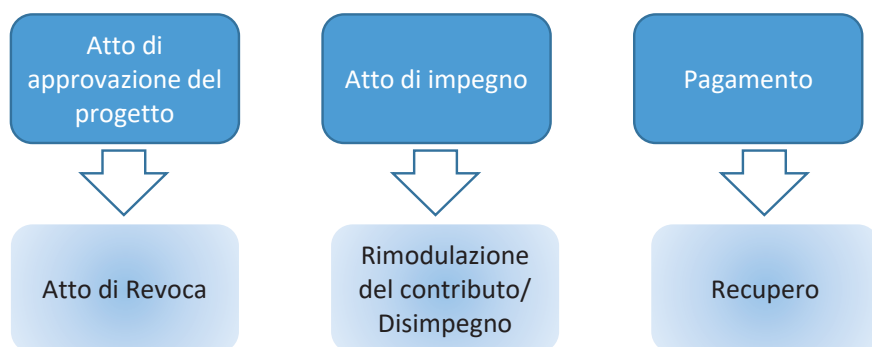 Atto di
approvazione del
progetto
Atto di impegno
Pagamento
Atto di Revoca
Rimodulazione
del contributo/
Disimpegno
Recupero